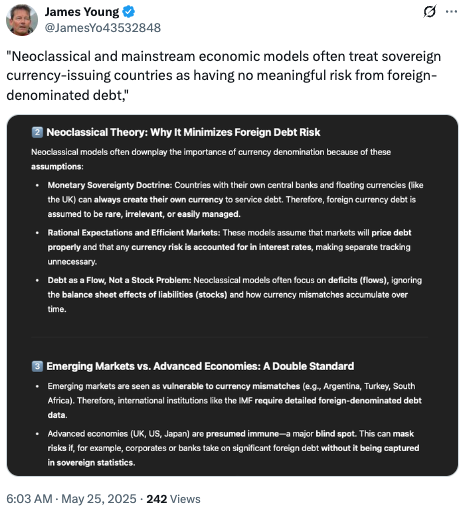 James Young
@JamesYo43532848
"Neoclassical and mainstream economic models often treat sovereign
currency-issuing countries as having no meaningful risk from foreign-
denominated debt,"
2 Neoclassical Theory: Why It Minimizes Foreign Debt Risk
Neoclassical models often downplay the importance of currency denomination because of these
assumptions:
• Monetary Sovereignty Doctrine: Countries with their own central banks and floating currencies (like
the UK) can always create their own currency to service debt. Therefore, foreign currency debt is
assumed to be rare, irrelevant, or easily managed.
• Rational Expectations and Efficient Markets: These models assume that markets will price debt
properly and that any currency risk is accounted for in interest rates, making separate tracking
unnecessary.
• Debt as a Flow, Not a Stock Problem: Neoclassical models often focus on deficits (flows), ignoring
the balance sheet effects of liabilities (stocks) and how currency mismatches accumulate over
time.
3 Emerging Markets vs. Advanced Economies: A Double Standard
• Emerging markets are seen as vulnerable to currency mismatches (e.g., Argentina, Turkey, South
Africa). Therefore, international institutions like the IMF require detailed foreign-denominated debt
data.
• Advanced economies (UK, US, Japan) are presumed immune—a major blind spot. This can mask
risks if, for example, corporates or banks take on significant foreign debt without it being captured
in sovereign statistics.
6:03 AM · May 25, 2025 · 242 Views